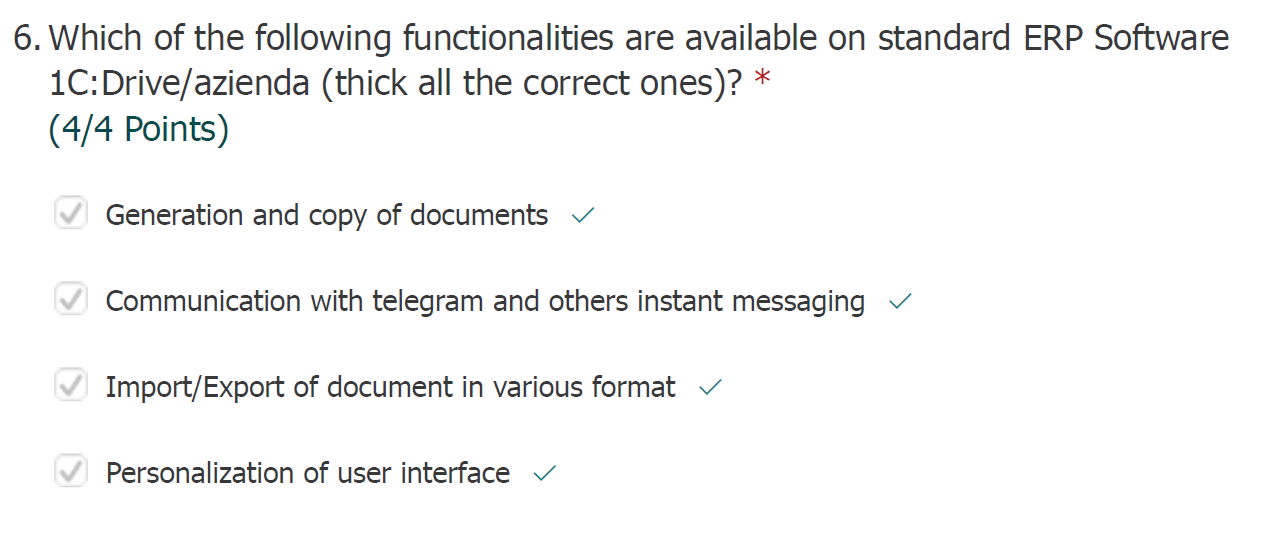 6. Which of the following functionalities are available on standard ERP Software
1C:Drive/azienda (thick all the correct ones)? *
(4/4 Points)
Generation and copy of documents
Communication with telegram and others instant messaging
Import/Export of document in various format
Personalization of user interface